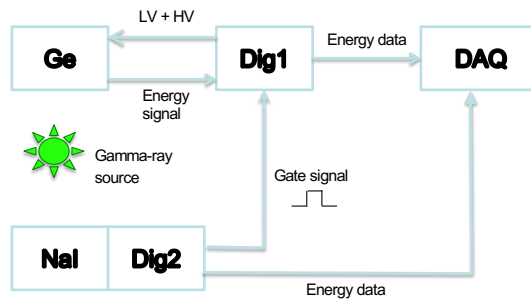 LV + HV
Ge
Dig1
Energy data
DAQ
Energy
signal
Gamma-ray
source
Gate signal
NaI
Dig2
Energy data